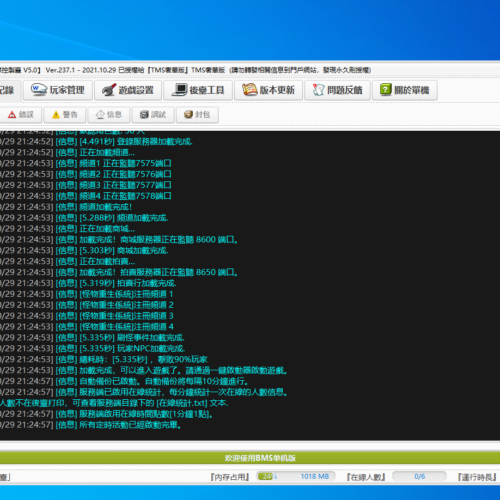 控製臺 V5.0】 Ver.237.1 - 2021.10.29 已授權給『TMS奢華版』TMS奢華版 (請勿轉發相關信息到門戶網站，發現永久刪授權)
記錄 玩家管理 遊戲設置 後臺工具 版本更新 問題反饋 關於單機
錯誤 警告 信息 調試 封包
/29 21:24:52] [信息] [4.491秒] 登錄服務器加載完成.
/29 21:24:52] [信息] 正在加載頻道...
/29 21:24:53] [信息] 頻道1 正在監聽7575端口
/29 21:24:53] [信息] 頻道2 正在監聽7576端口
/29 21:24:53] [信息] 頻道3 正在監聽7577端口
/29 21:24:53] [信息] 頻道4 正在監聽7578端口
/29 21:24:53] [信息] 頻道加載完成！
/29 21:24:53] [信息] [5.288秒] 頻道加載完成.
/29 21:24:53] [信息] 正在加載商城...
/29 21:24:53] [信息] 加載完成！商城服務器正在監聽 8600 端口。
/29 21:24:53] [信息] [5.303秒] 商城加載完成.
/29 21:24:53] [信息] 正在加載拍賣...
/29 21:24:53] [信息] 加載完成！拍賣服務器正在監聽 8650 端口。
/29 21:24:53] [信息] [5.319秒] 拍賣行加載完成.
/29 21:24:53] [信息] [怪物重生係統]注冊頻道 1
/29 21:24:53] [信息] [怪物重生係統]注冊頻道 2
/29 21:24:53] [信息] [怪物重生係統]注冊頻道 3
/29 21:24:53] [信息] [怪物重生係統]注冊頻道 4
/29 21:24:53] [信息] [5.335秒] 刷怪事件加載完成.
/29 21:24:53] [信息] [5.335秒] 玩家NPC加載完成.
/29 21:24:53] [信息] 總耗時：[5.335秒] ，擊敗90%玩家
/29 21:24:53] [信息] 加載完成，可以進入遊戲了。請通過一鍵啟動器啟動遊戲。
/29 21:24:57] [信息] 自動備份已啟動。自動備份將每隔10分鐘進行。
/29 21:24:57] [信息] 服務端已啟用在線統計，每分鐘統計一次在線的人數信息。
人數不在後臺打印，可查看服務端目錄下的 [在線統計.txt] 文本.
/29 21:24:57] [信息] 服務端啟用在線時間點數[1分鐘1點]。
/29 21:24:57] [信息] 所有定時活動已經啟動完畢。
欢迎使用BMS单机版
臺」 『内存占用』 24% 1018 MB 『在線人數』 0/6 『運行時長』